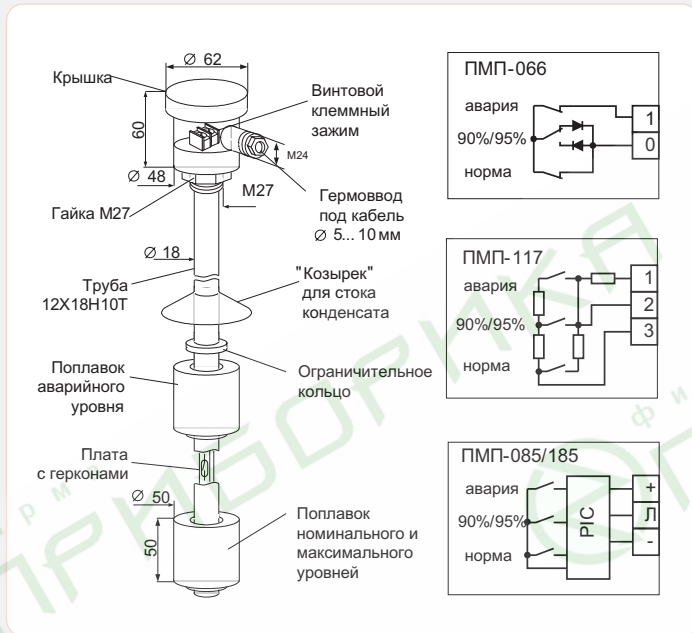 ⌀ 62
Крышка
60
Винтовой
клеммный
зажим
M24
⌀ 48
M27
Гайка М27
Гермоввод
под кабель
⌀ 5... 10 мм
⌀ 18
Труба
12Х18Н10Т
"Козырек"
для стока
конденсата
Поплавок
аварийного
уровня
Ограничительное
кольцо
Плата
с герконами
⌀ 50
50
Поплавок
номинального и
максимального
уровней
ПМП-066
авария
90%/95%
норма
1
0
ПМП-117
авария
90%/95%
норма
1
2
3
ПМП-085/185
авария
90%/95%
норма
PIC
+
Л
-
ПРИБОРИКА